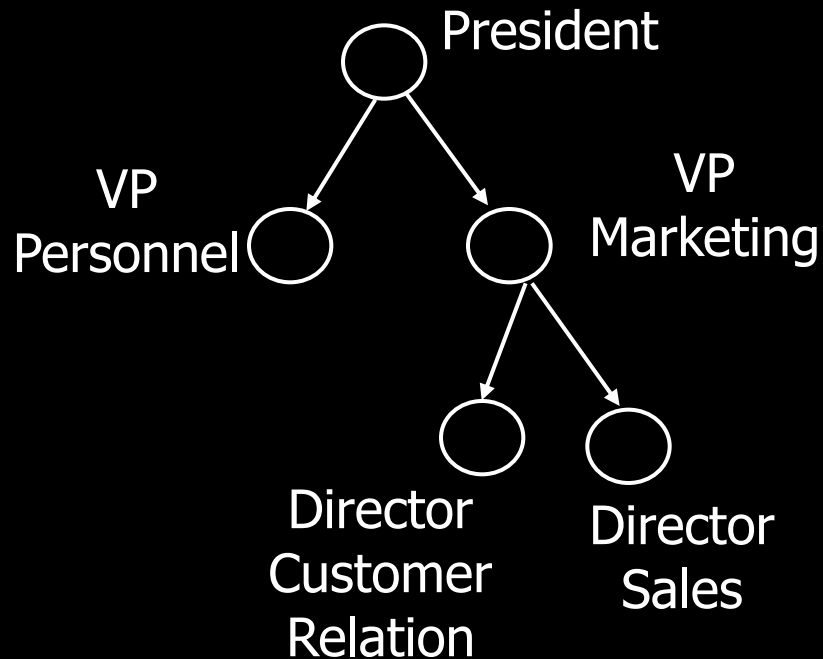 President
VP
Personnel
VP
Marketing
Director
Customer
Relation
Director
Sales